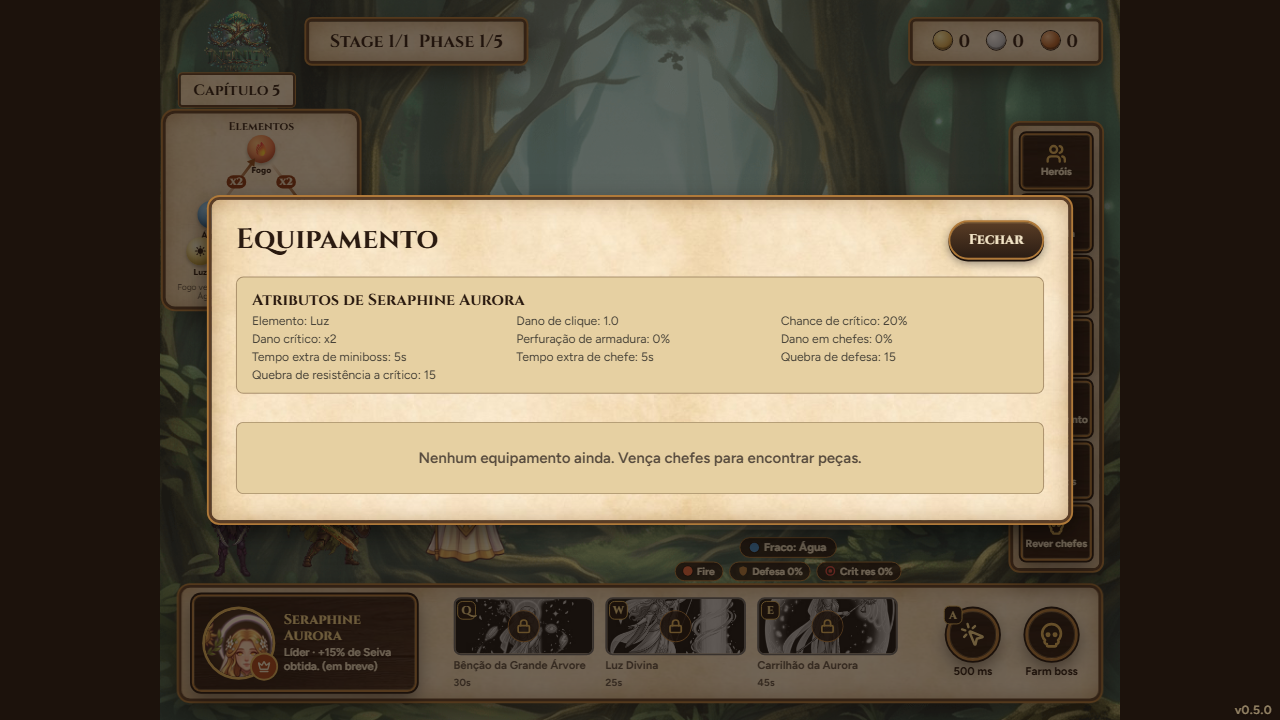 Stage 1/1 Phase 1/5
0 0 0
Capítulo 5
Elementos
Fogo
x2 x2
Luz
Fogo ve
Heróis
Equipamento
Fechar
Atributos de Seraphine Aurora
Elemento: Luz
Dano de clique: 1.0
Chance de crítico: 20%
Dano crítico: x2
Perfuração de armadura: 0%
Dano em chefes: 0%
Tempo extra de miniboss: 5s
Tempo extra de chefe: 5s
Quebra de defesa: 15
Quebra de resistência a crítico: 15
Nenhum equipamento ainda. Vença chefes para encontrar peças.
nto
Rever chefes
Fraco: Água
Fire
Defesa 0%
Crit res 0%
Seraphine
Aurora
Líder · +15% de Seiva
obtida. (em breve)
Q
Bênção da Grande Árvore
30s
W
Luz Divina
25s
E
Carrilhão da Aurora
45s
A
500 ms
Farm boss
v0.5.0